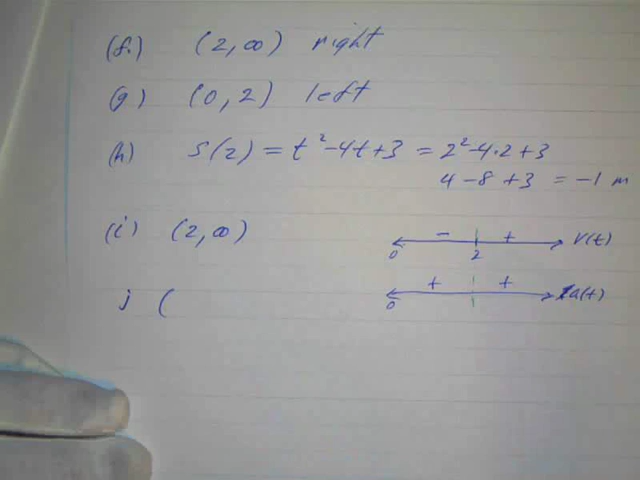 (f.) (2,∞) right
(g) (0,2) left
(h) S(2) = t²-4t+3 = 2²-4·2+3
4-8+3 = -1 m
(i) (2,∞)
- + V(t)
0 2
j (
+ + a(t)
0